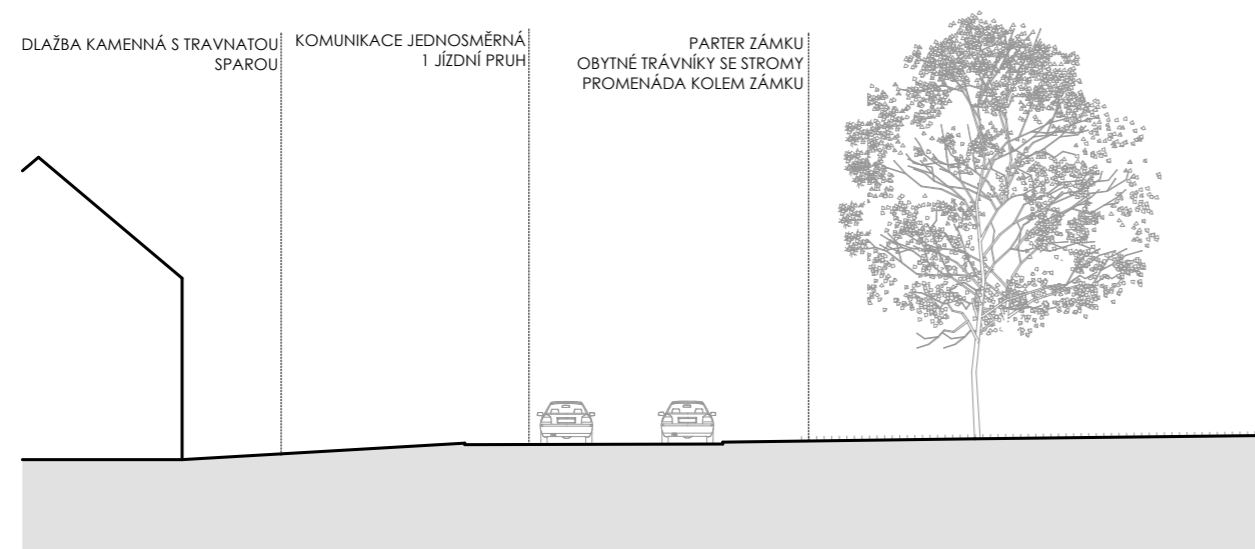 DLAŽBA KAMENNÁ S TRAVNATOU
SPAROU
KOMUNIKACE JEDNOSMĚRNÁ
1 JÍZDNÍ PRUH
PARTER ZÁMKU
OBYTNÉ TRÁVNÍKY SE STROMY
PROMENÁDA KOLEM ZÁMKU